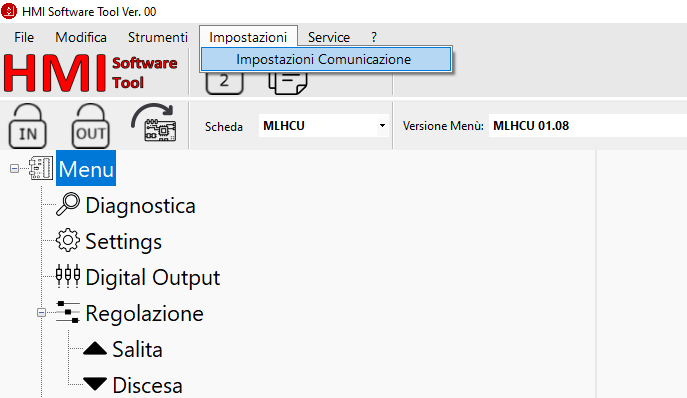 HMI Software Tool Ver. 00
File Modifica Strumenti Impostazioni Service ?
Impostazioni Comunicazione
HMI Software Tool
2
IN OUT Scheda MLHCU Versione Menù: MLHCU 01.08
Menu
Diagnostica
Settings
Digital Output
Regolazione
Salita
Discesa